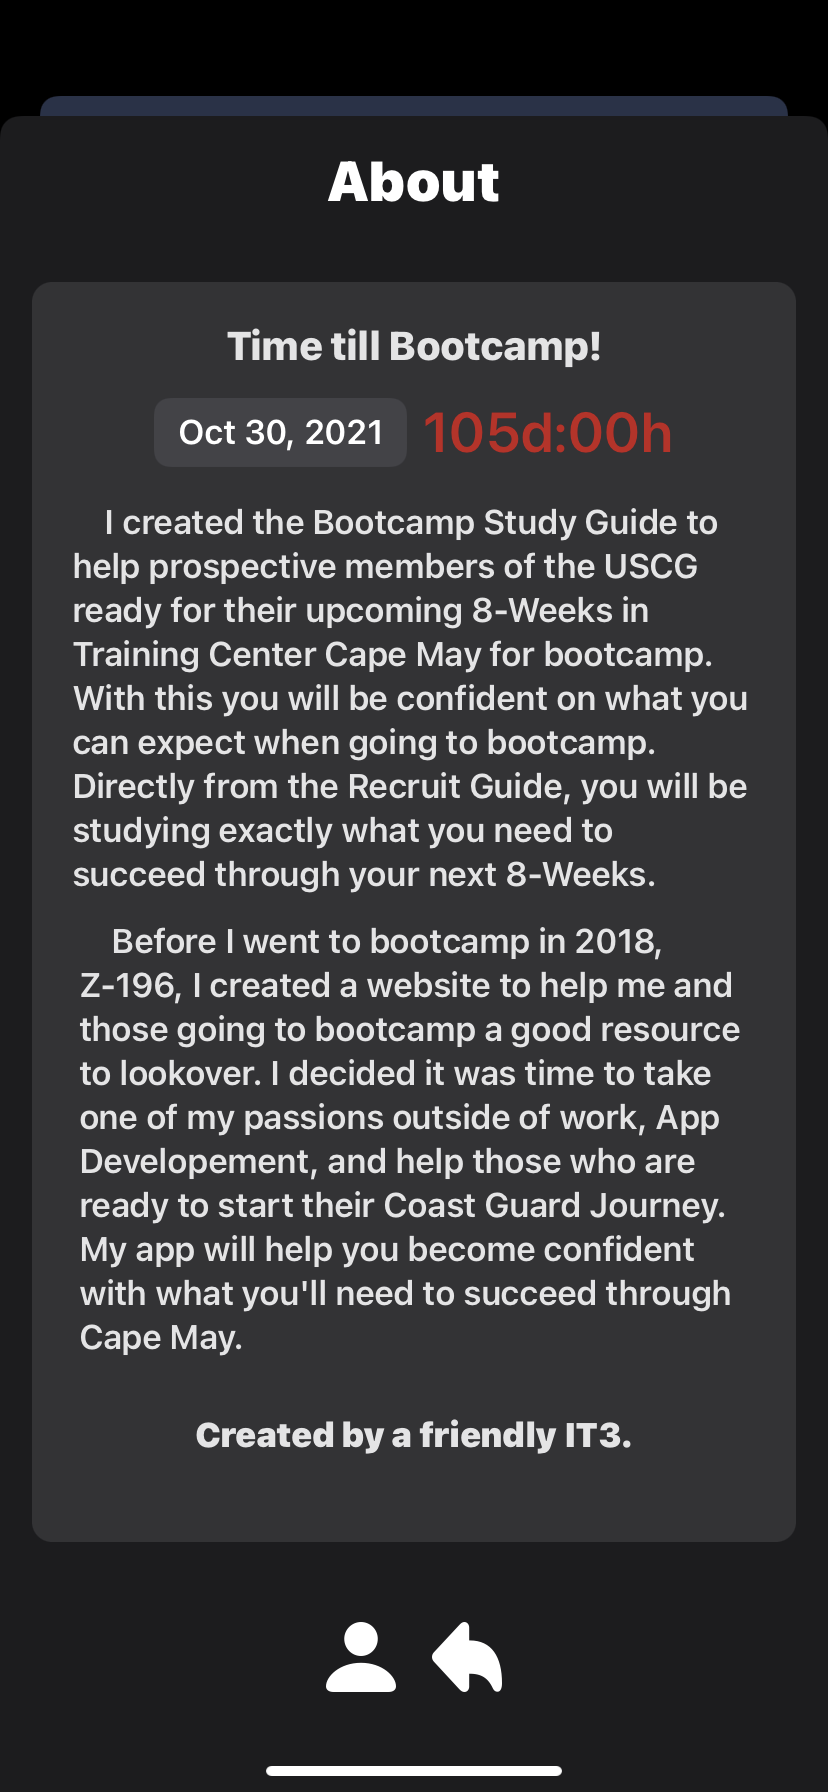 About
Time till Bootcamp!
Oct 30, 2021 105d:00h
I created the Bootcamp Study Guide to
help prospective members of the USCG
ready for their upcoming 8-Weeks in
Training Center Cape May for bootcamp.
With this you will be confident on what you
can expect when going to bootcamp.
Directly from the Recruit Guide, you will be
studying exactly what you need to
succeed through your next 8-Weeks.
Before I went to bootcamp in 2018,
Z-196, I created a website to help me and
those going to bootcamp a good resource
to lookover. I decided it was time to take
one of my passions outside of work, App
Developement, and help those who are
ready to start their Coast Guard Journey.
My app will help you become confident
with what you'll need to succeed through
Cape May.
Created by a friendly IT3.